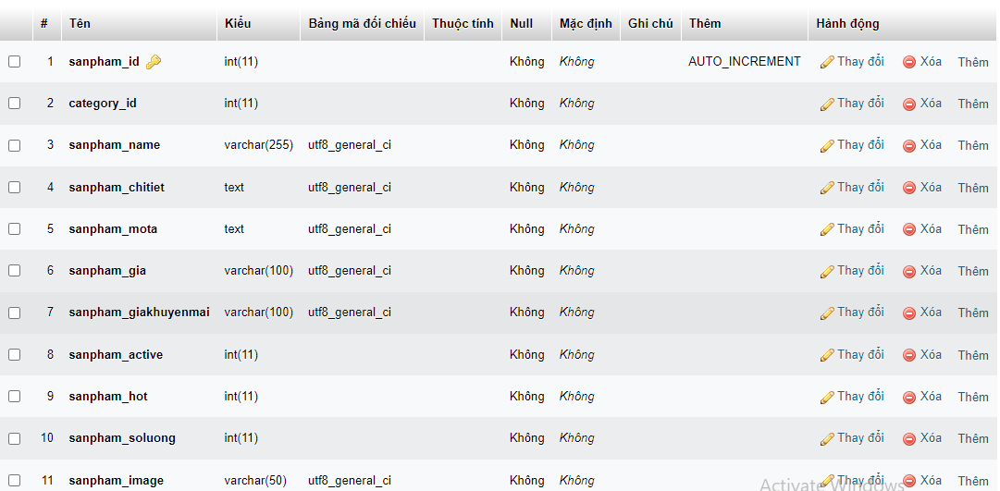 # Tên Kiểu Bảng mã đối chiếu Thuộc tính Null Mặc định Ghi chú Thêm Hành động
1 sanpham_id int(11) Không Không AUTO_INCREMENT Thay đổi Xóa Thêm
2 category_id int(11) Không Không Thay đổi Xóa Thêm
3 sanpham_name varchar(255) utf8_general_ci Không Không Thay đổi Xóa Thêm
4 sanpham_chitiet text utf8_general_ci Không Không Thay đổi Xóa Thêm
5 sanpham_mota text utf8_general_ci Không Không Thay đổi Xóa Thêm
6 sanpham_gia varchar(100) utf8_general_ci Không Không Thay đổi Xóa Thêm
7 sanpham_giakhuyenmai varchar(100) utf8_general_ci Không Không Thay đổi Xóa Thêm
8 sanpham_active int(11) Không Không Thay đổi Xóa Thêm
9 sanpham_hot int(11) Không Không Thay đổi Xóa Thêm
10 sanpham_soluong int(11) Không Không Thay đổi Xóa Thêm
11 sanpham_image varchar(50) utf8_general_ci Không Không Thay đổi Xóa Thêm
Activate Windows